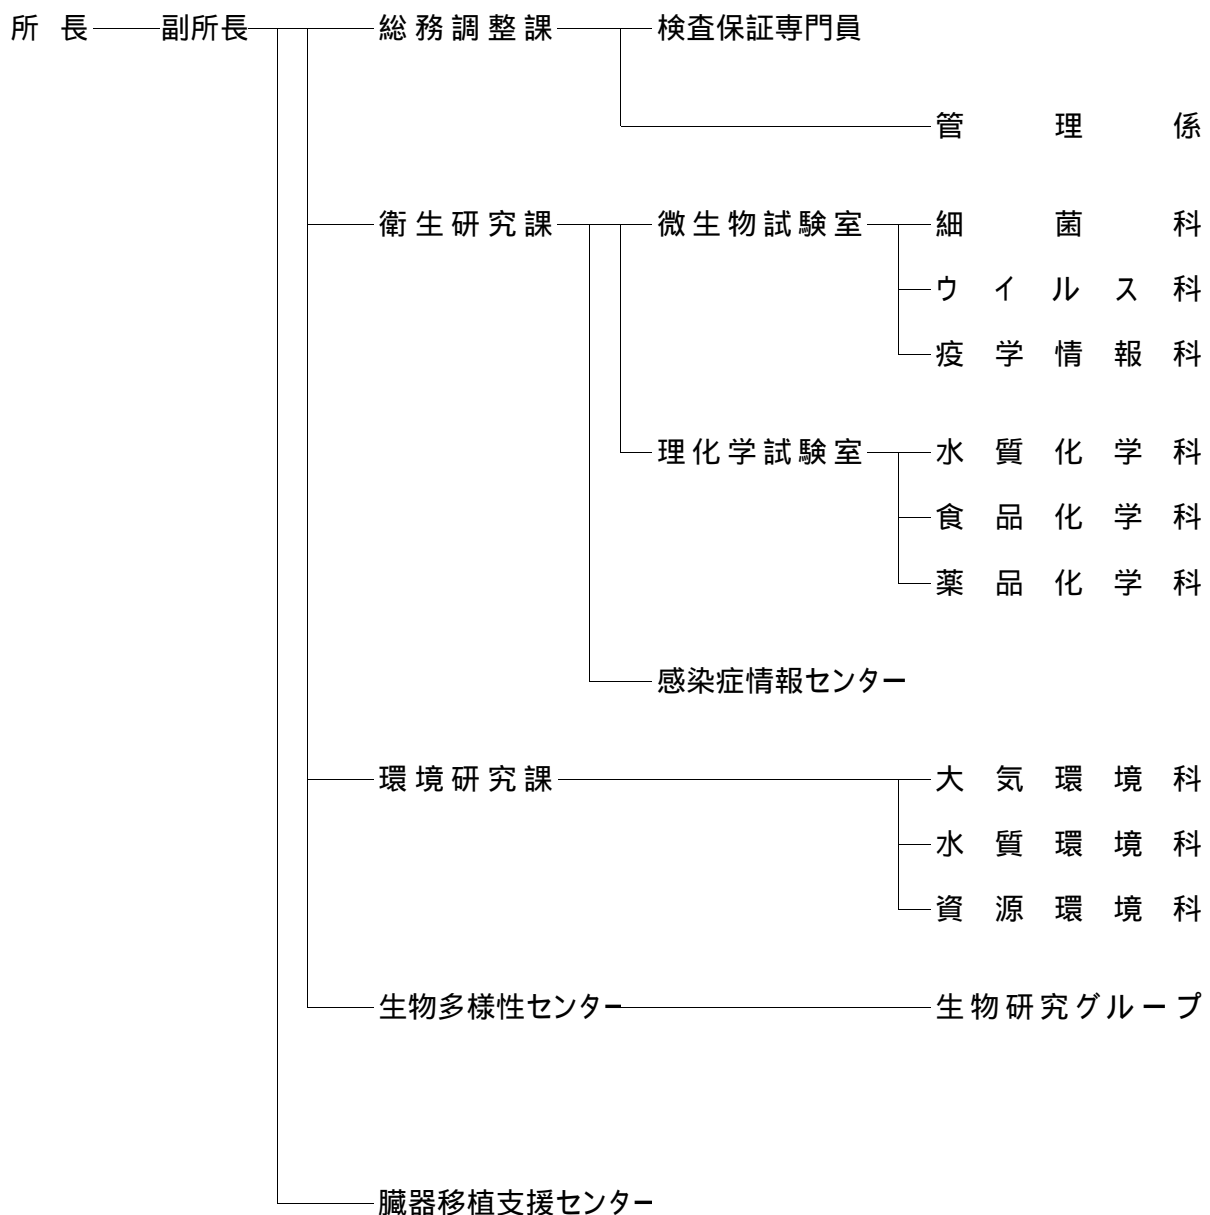 所長 副所長 総務調整課 検査保証専門員
管理係
衛生研究課 微生物試験室 細菌科
ウイルス科
疫学情報科
理化学試験室 水質化学科
食品化学科
薬品化学科
感染症情報センター
環境研究課 大気環境科
水質環境科
資源環境科
生物多様性センター 生物研究グループ
臓器移植支援センター